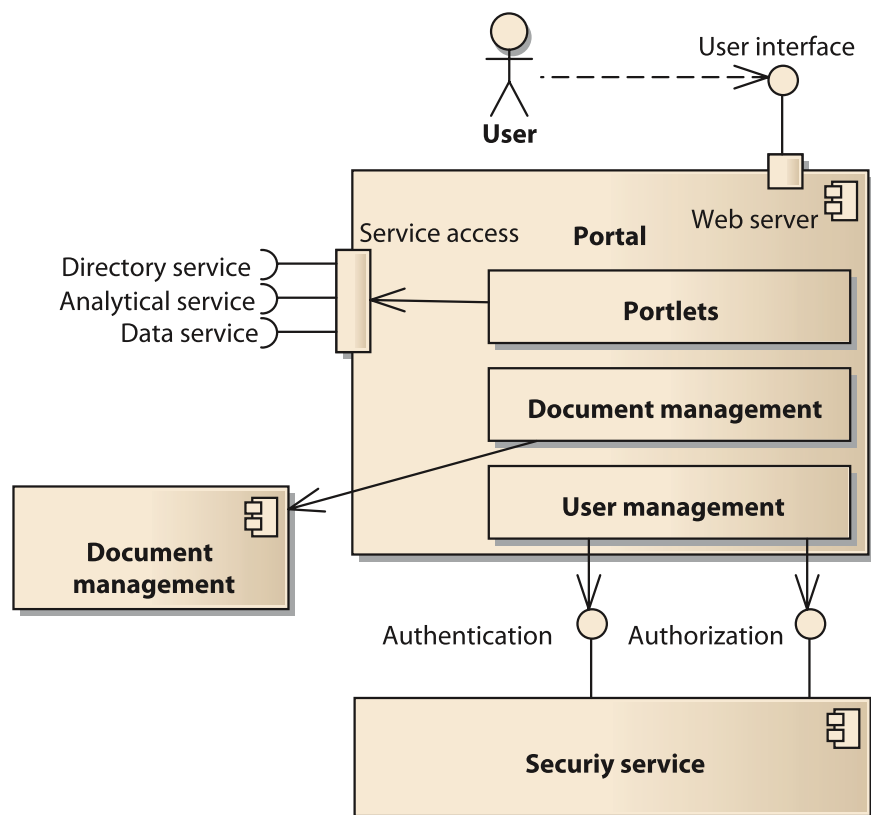 User interface
User
Web server
Service access
Portal
Directory service
Analytical service
Data service
Portlets
Document management
User management
Document
management
Authentication
Authorization
Securiy service